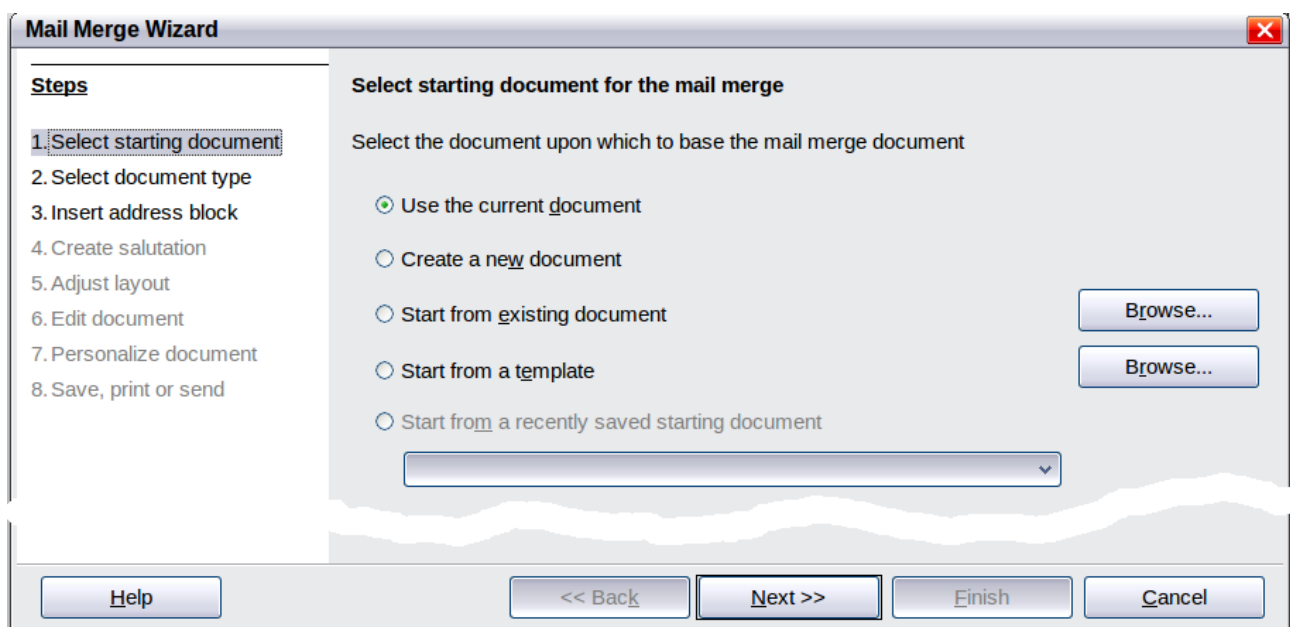 Mail Merge Wizard
Steps
1. Select starting document
2. Select document type
3. Insert address block
4. Create salutation
5. Adjust layout
6. Edit document
7. Personalize document
8. Save, print or send
Select starting document for the mail merge
Select the document upon which to base the mail merge document
Use the current document
Create a new document
Start from existing document
Browse...
Start from a template
Browse...
Start from a recently saved starting document
Help
<< Back
Next >>
Finish
Cancel